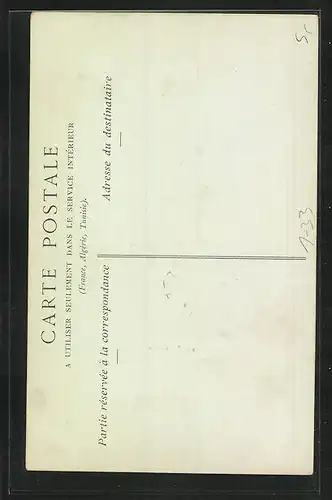 CARTE POSTALE
A UTILISER SEULEMENT DANS LE SERVICE INTÉRIEUR
(France, Algérie, Tunisie).
Partie réservée à la correspondance
Adresse du destinataire